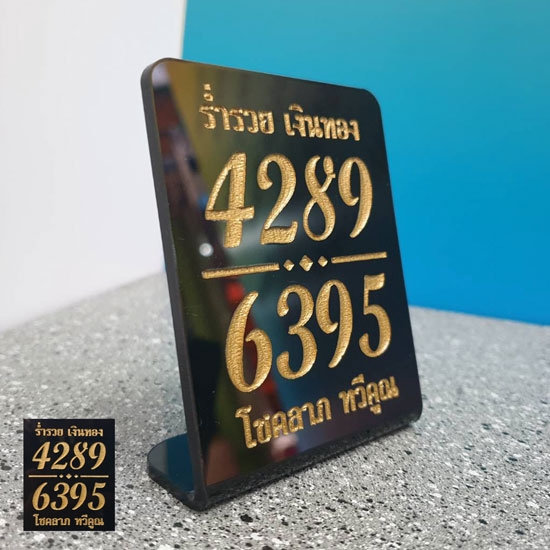 ร่ำรวย เงินทอง
4289
6395
โชคลาภ ทวีคูณ
ร่ำรวย เงินทอง
4289
6395
โชคลาภ ทวีคูณ